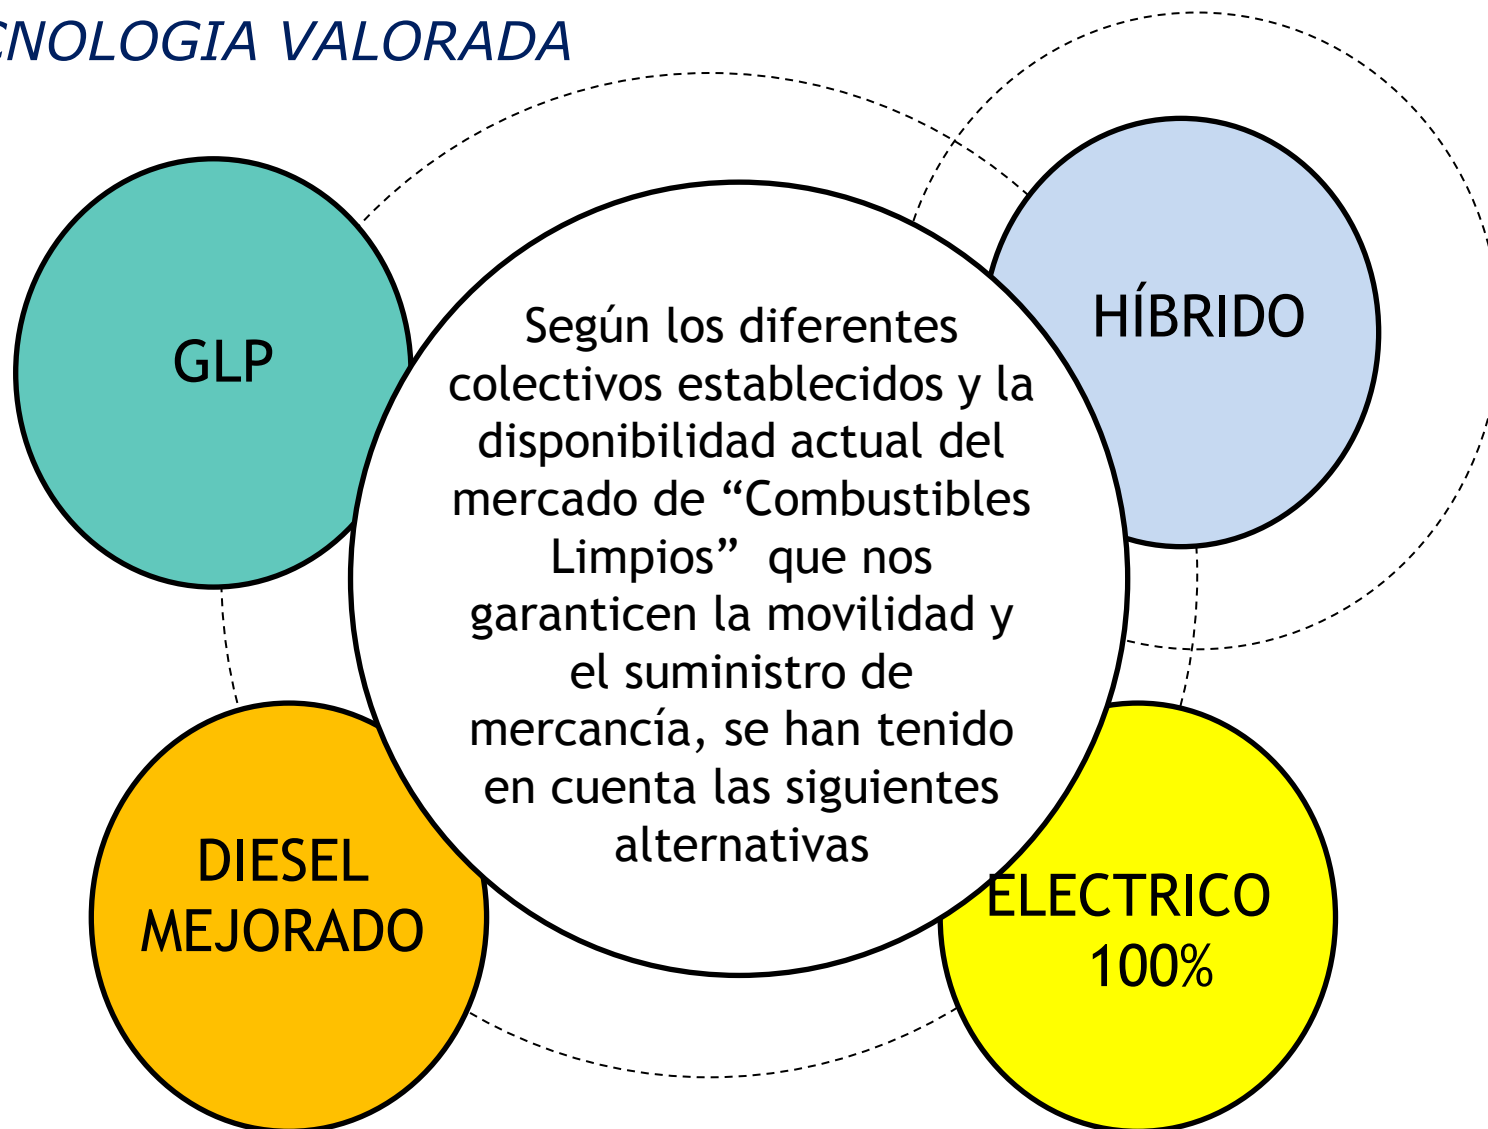 CNOLOGIA VALORADA
GLP
HÍBRIDO
Según los diferentes
colectivos establecidos y la
disponibilidad actual del
mercado de “Combustibles
Limpios”  que nos
garanticen la movilidad y
el suministro de
mercancía, se han tenido
en cuenta las siguientes
alternativas
DIESEL
MEJORADO
ELECTRICO
100%